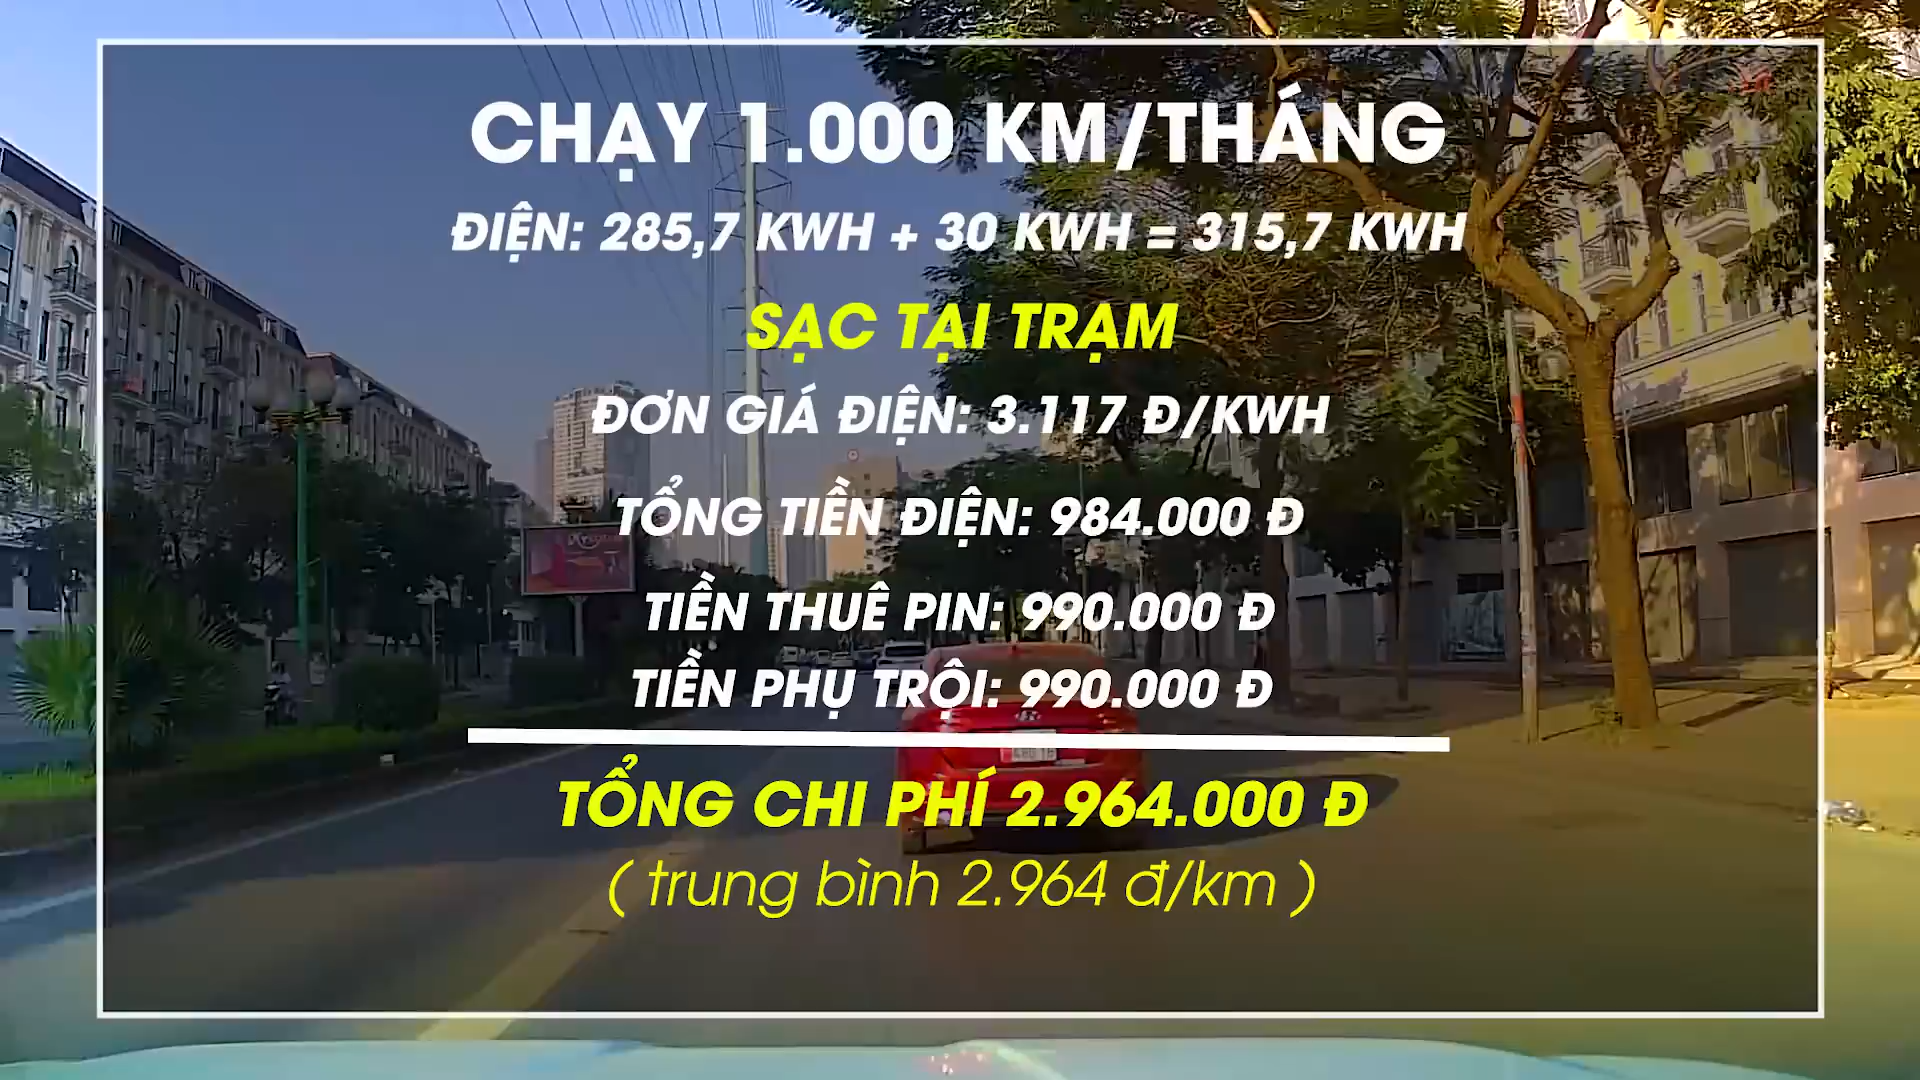 CHẠY 1.000 KM/THÁNG
ĐIỆN: 285,7 KWH + 30 KWH = 315,7 KWH
SẠC TẠI TRẠM
ĐƠN GIÁ ĐIỆN: 3.117 Đ/KWH
TỔNG TIỀN ĐIỆN: 984.000 Đ
TIỀN THUÊ PIN: 990.000 Đ
TIỀN PHỤ TRỘI: 990.000 Đ
TỔNG CHI PHÍ 2.964.000 Đ
( trung bình 2.964 đ/km )